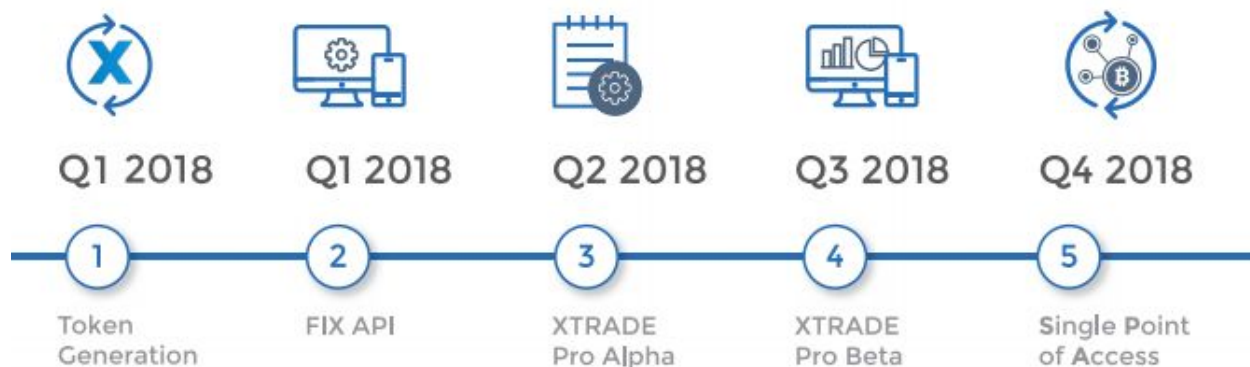 X
Q1 2018 Q1 2018 Q2 2018 Q3 2018 Q4 2018
1 2 3 4 5
Token FIX API XTRADE XTRADE Single Point
Generation Pro Alpha Pro Beta of Access